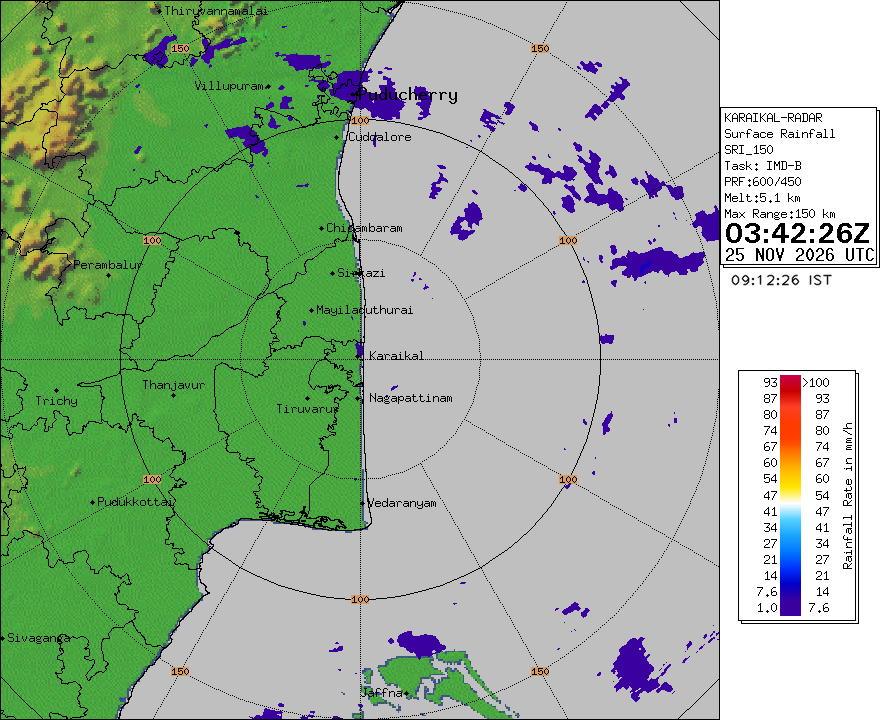 Thiruvannamalai
150
150
Villupuram
Puducherry
100
Cuddalore
Chidambaram
100
100
Perambalur
Sirkazi
Mayiladuthurai
Karaikal
Thanjavur
Trichy
Tiruvarur
Nagapattinam
100
100
Pudukkottai
Vedaranyam
100
Sivaganga
150
150
Jaffna
KARAIKAL-RADAR
Surface Rainfall
SRI_150
Task: IMD-B
PRF:600/450
Melt:5.1 km
Max Range:150 km
03:42:26Z
25 NOV 2026 UTC
09:12:26 IST
93 >100
87 93
80 87
74 80
67 74
60 67
54 60
47 54
41 47
34 41
27 34
21 27
14 21
7.6 14
1.0 7.6
Rainfall Rate in mm/h